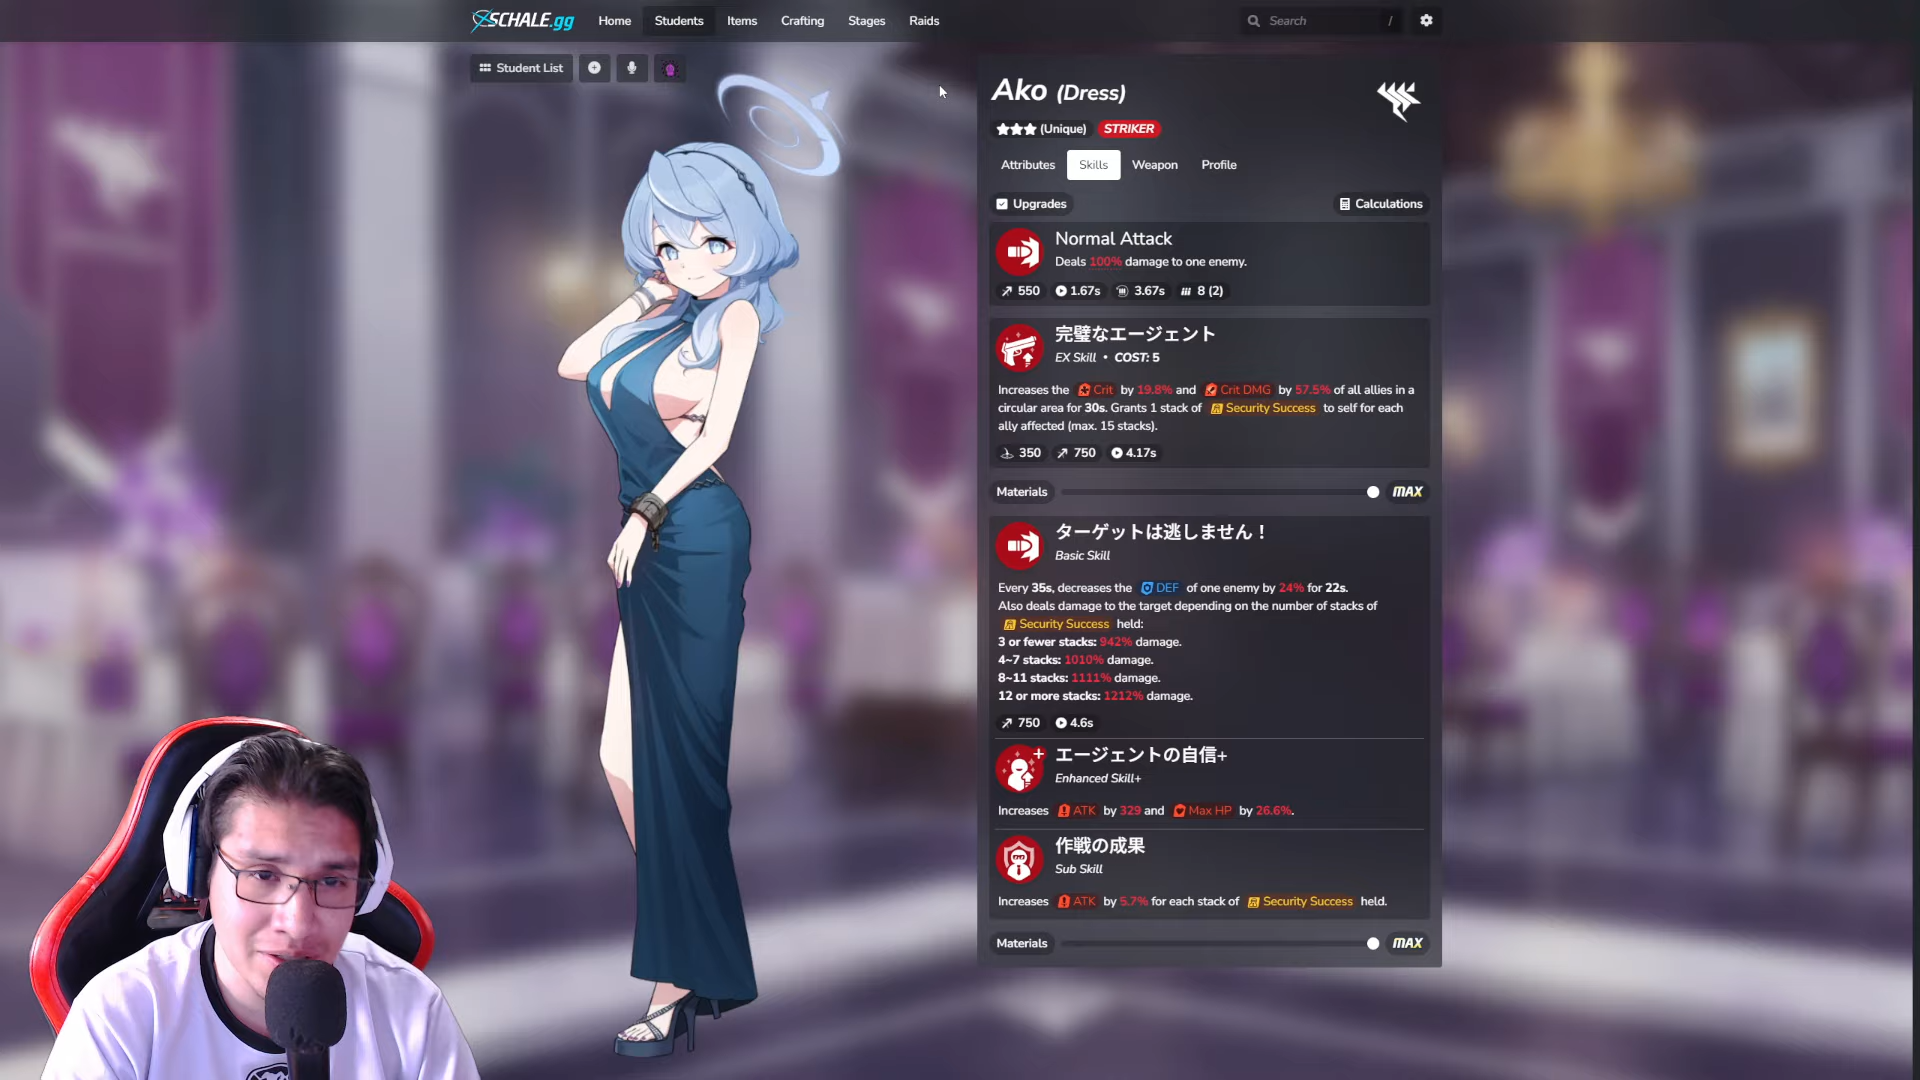 SCHALE.gg
Home
Students
Items
Crafting
Stages
Raids
Search
/
Student List
Ako (Dress)
(Unique)
STRIKER
Attributes
Skills
Weapon
Profile
Upgrades
Calculations
Normal Attack
Deals 100% damage to one enemy.
550 1.67s 3.67s 8 (2)
完璧なエージェント
EX Skill • COST: 5
Increases the Crit by 19.8% and Crit DMG by 57.5% of all allies in a
circular area for 30s. Grants 1 stack of Security Success to self for each
ally affected (max. 15 stacks).
350 750 4.17s
Materials MAX
ターゲットは逃しません！
Basic Skill
Every 35s, decreases the DEF of one enemy by 24% for 22s.
Also deals damage to the target depending on the number of stacks of
Security Success held:
3 or fewer stacks: 942% damage.
4~7 stacks: 1010% damage.
8~11 stacks: 1111% damage.
12 or more stacks: 1212% damage.
750 4.6s
エージェントの自信+
Enhanced Skill+
Increases ATK by 329 and Max HP by 26.6%.
作戦の成果
Sub Skill
Increases ATK by 5.7% for each stack of Security Success held.
Materials MAX